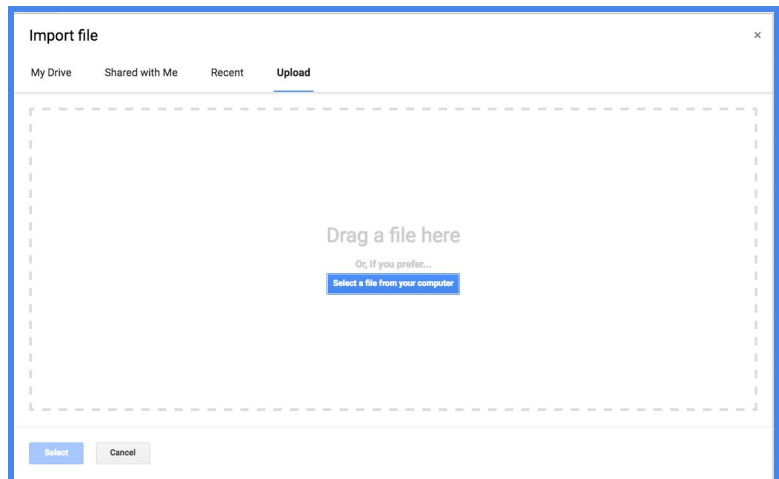 Import file
×
My Drive Shared with Me Recent Upload
Drag a file here
Or, if you prefer...
Select a file from your computer
Select Cancel